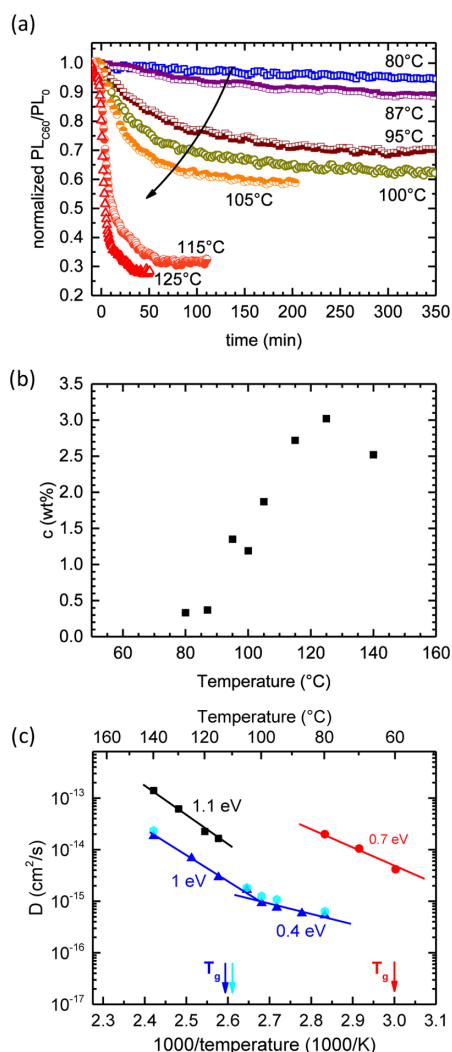 (a)
normalized PL_C60/PL_0
1.0
0.9
0.8
0.7
0.6
0.5
0.4
0.3
0.2
80°C
87°C
95°C
100°C
105°C
115°C
125°C
0 50 100 150 200 250 300 350
time (min)
(b)
c (wt%)
3.5
3.0
2.5
2.0
1.5
1.0
0.5
0.0
60 80 100 120 140 160
Temperature (°C)
(c)
Temperature (°C)
160 140 120 100 80 60
D (cm²/s)
10⁻¹³
10⁻¹⁴
10⁻¹⁵
10⁻¹⁶
10⁻¹⁷
1.1 eV
0.7 eV
1 eV
0.4 eV
T_g T_g
2.3 2.4 2.5 2.6 2.7 2.8 2.9 3.0 3.1
1000/temperature (1000/K)